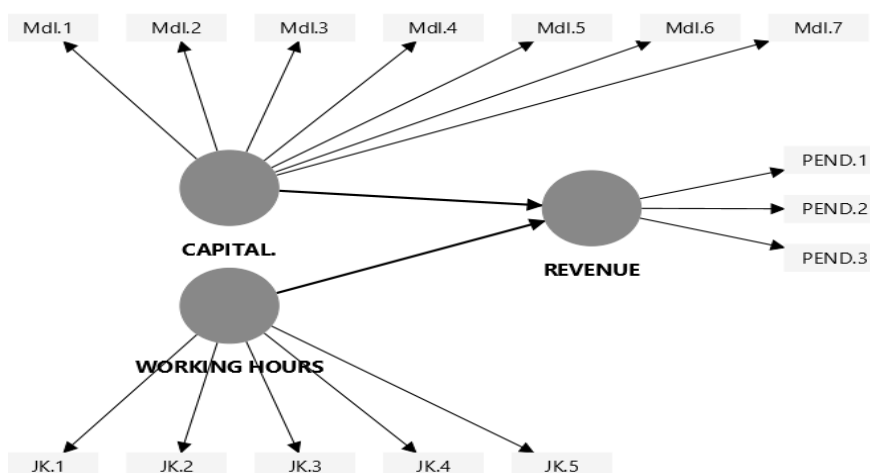 Mdl.1 Mdl.2 Mdl.3 Mdl.4 Mdl.5 Mdl.6 Mdl.7
PEND.1
PEND.2
CAPITAL.
PEND.3
REVENUE
WORKING HOURS
JK.1 JK.2 JK.3 JK.4 JK.5